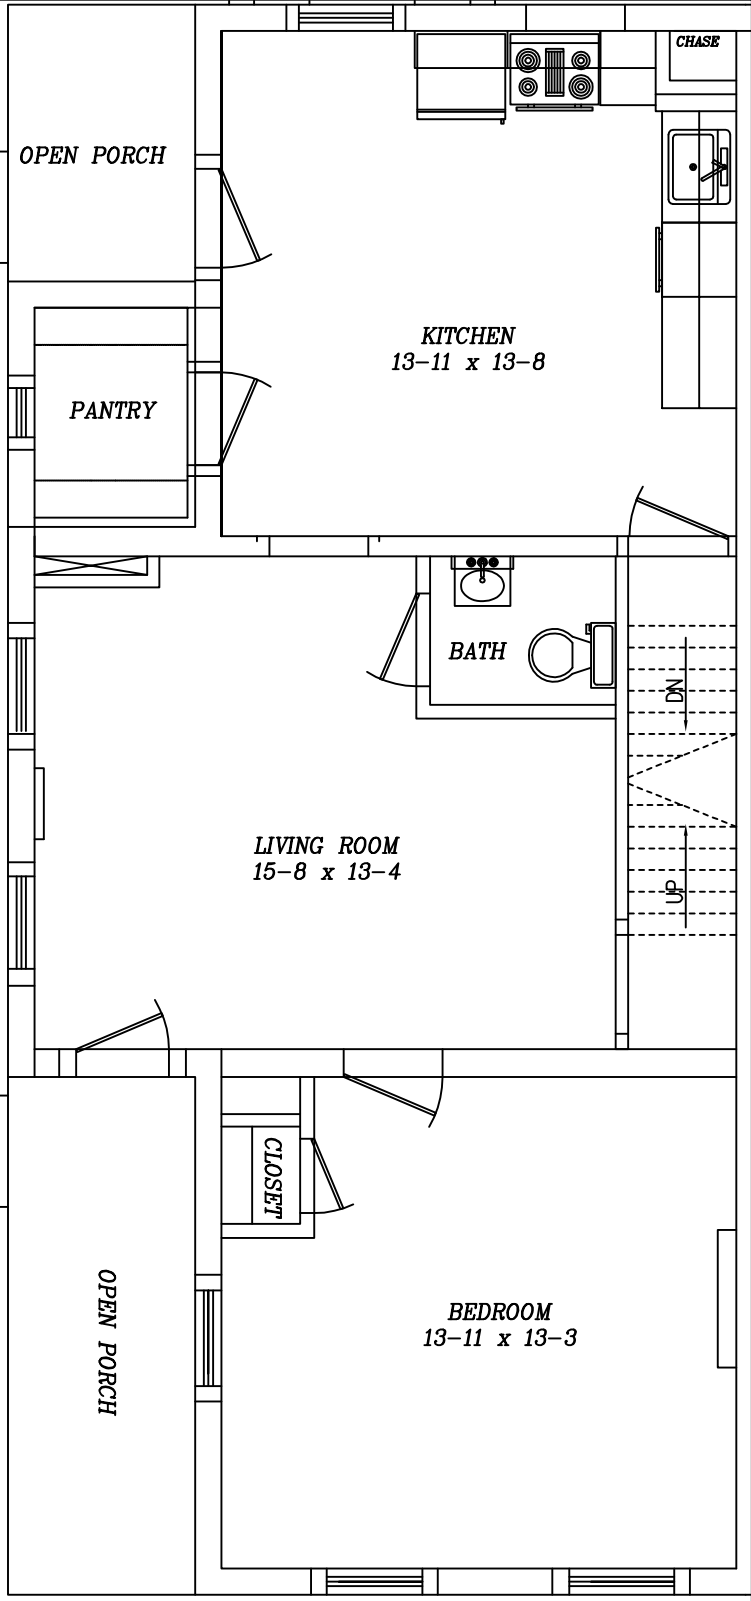 CHASE
OPEN PORCH
KITCHEN
13-11 x 13-8
PANTRY
BATH
DN
LIVING ROOM
15-8 x 13-4
UP
CLOSET
OPEN PORCH
BEDROOM
13-11 x 13-3